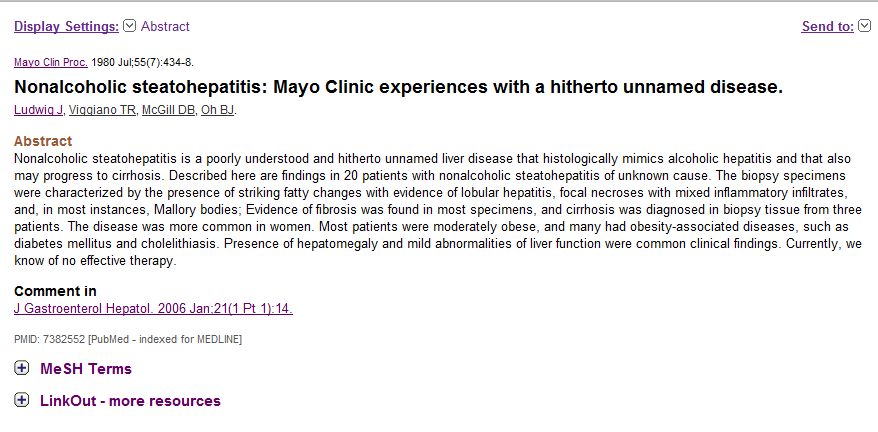 Display Settings: Abstract Send to:
Mayo Clin Proc. 1980 Jul;55(7):434-8.
Nonalcoholic steatohepatitis: Mayo Clinic experiences with a hitherto unnamed disease.
Ludwig J, Viggiano TR, McGill DB, Oh BJ.
Abstract
Nonalcoholic steatohepatitis is a poorly understood and hitherto unnamed liver disease that histologically mimics alcoholic hepatitis and that also
may progress to cirrhosis. Described here are findings in 20 patients with nonalcoholic steatohepatitis of unknown cause. The biopsy specimens
were characterized by the presence of striking fatty changes with evidence of lobular hepatitis, focal necroses with mixed inflammatory infiltrates,
and, in most instances, Mallory bodies; Evidence of fibrosis was found in most specimens, and cirrhosis was diagnosed in biopsy tissue from three
patients. The disease was more common in women. Most patients were moderately obese, and many had obesity-associated diseases, such as
diabetes mellitus and cholelithiasis. Presence of hepatomegaly and mild abnormalities of liver function were common clinical findings. Currently, we
know of no effective therapy.
Comment in
J Gastroenterol Hepatol. 2006 Jan;21(1 Pt 1):14.
PMID: 7382552 [PubMed - indexed for MEDLINE]
MeSH Terms
LinkOut - more resources